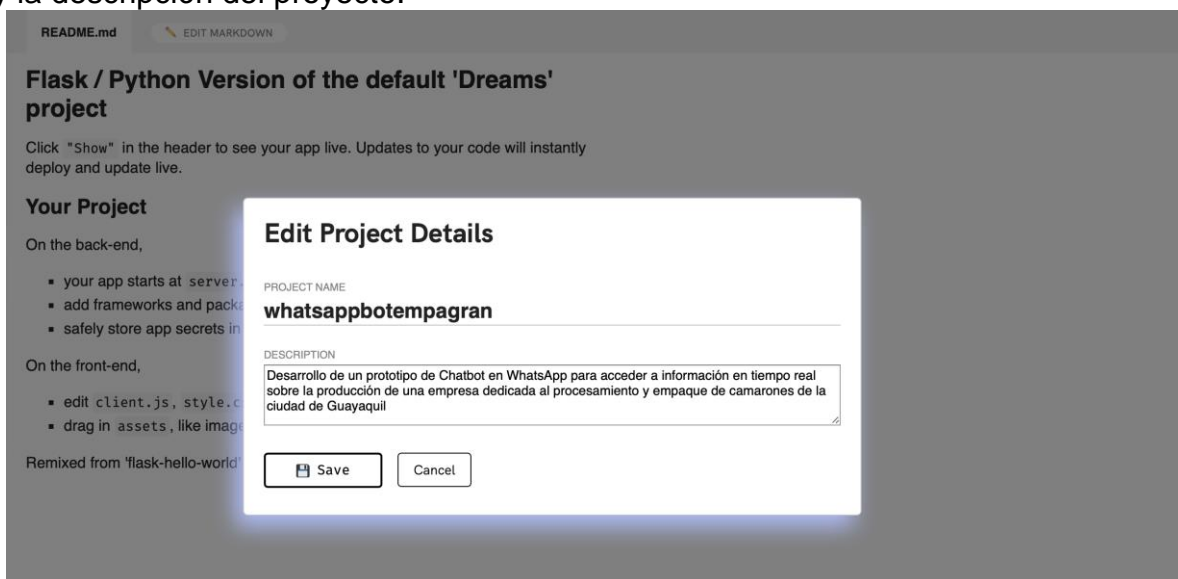 y la descripción del proyecto.
README.md
EDIT MARKDOWN
Flask / Python Version of the default 'Dreams'
project
Click "Show" in the header to see your app live. Updates to your code will instantly
deploy and update live.
Your Project
On the back-end,
your app starts at server.
add frameworks and
safely store app secrets in
On the front-end,
edit client.js, style.c
drag in assets, like image
Remixed from 'flask-hello-world'
Edit Project Details
PROJECT NAME
whatsappbotempagran
DESCRIPTION
Desarrollo de un prototipo de Chatbot en WhatsApp para acceder a información en tiempo real
sobre la producción de una empresa dedicada al procesamiento y empaque de camarones de la
ciudad de Guayaquil
Save
Cancel